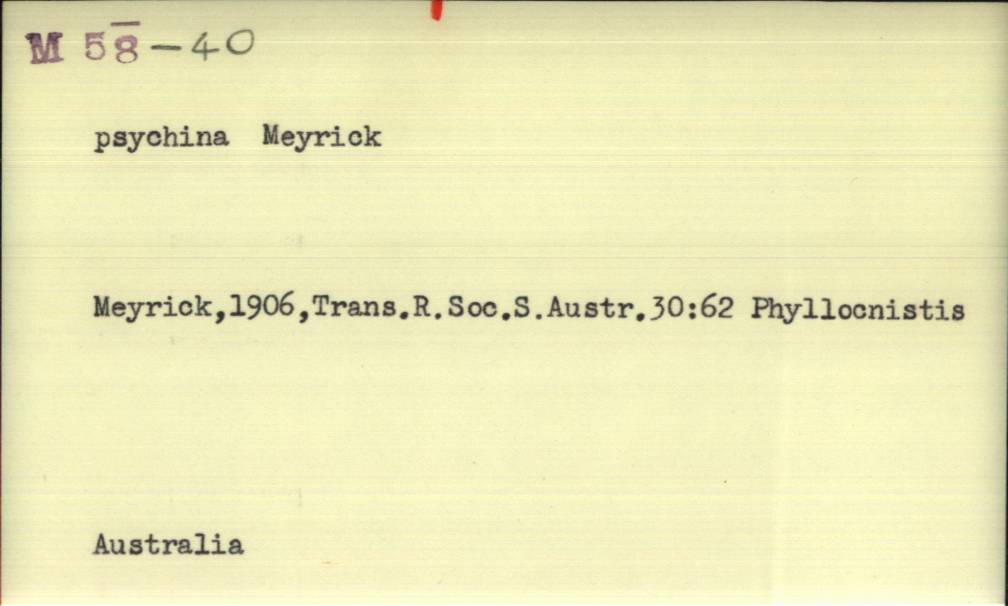 M 58-40
psychina Meyrick
Meyrick,1906,Trans.R.Soc.S.Austr.30:62 Phyllocnistis
Australia